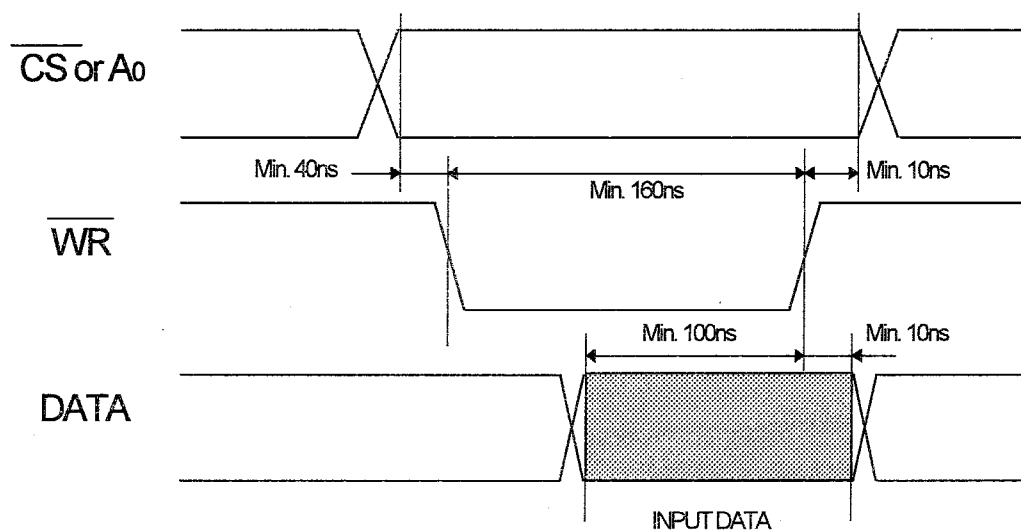 CS or A0
Min. 40ns
Min. 160ns
Min. 10ns
WR
Min. 100ns
Min. 10ns
DATA
INPUT DATA